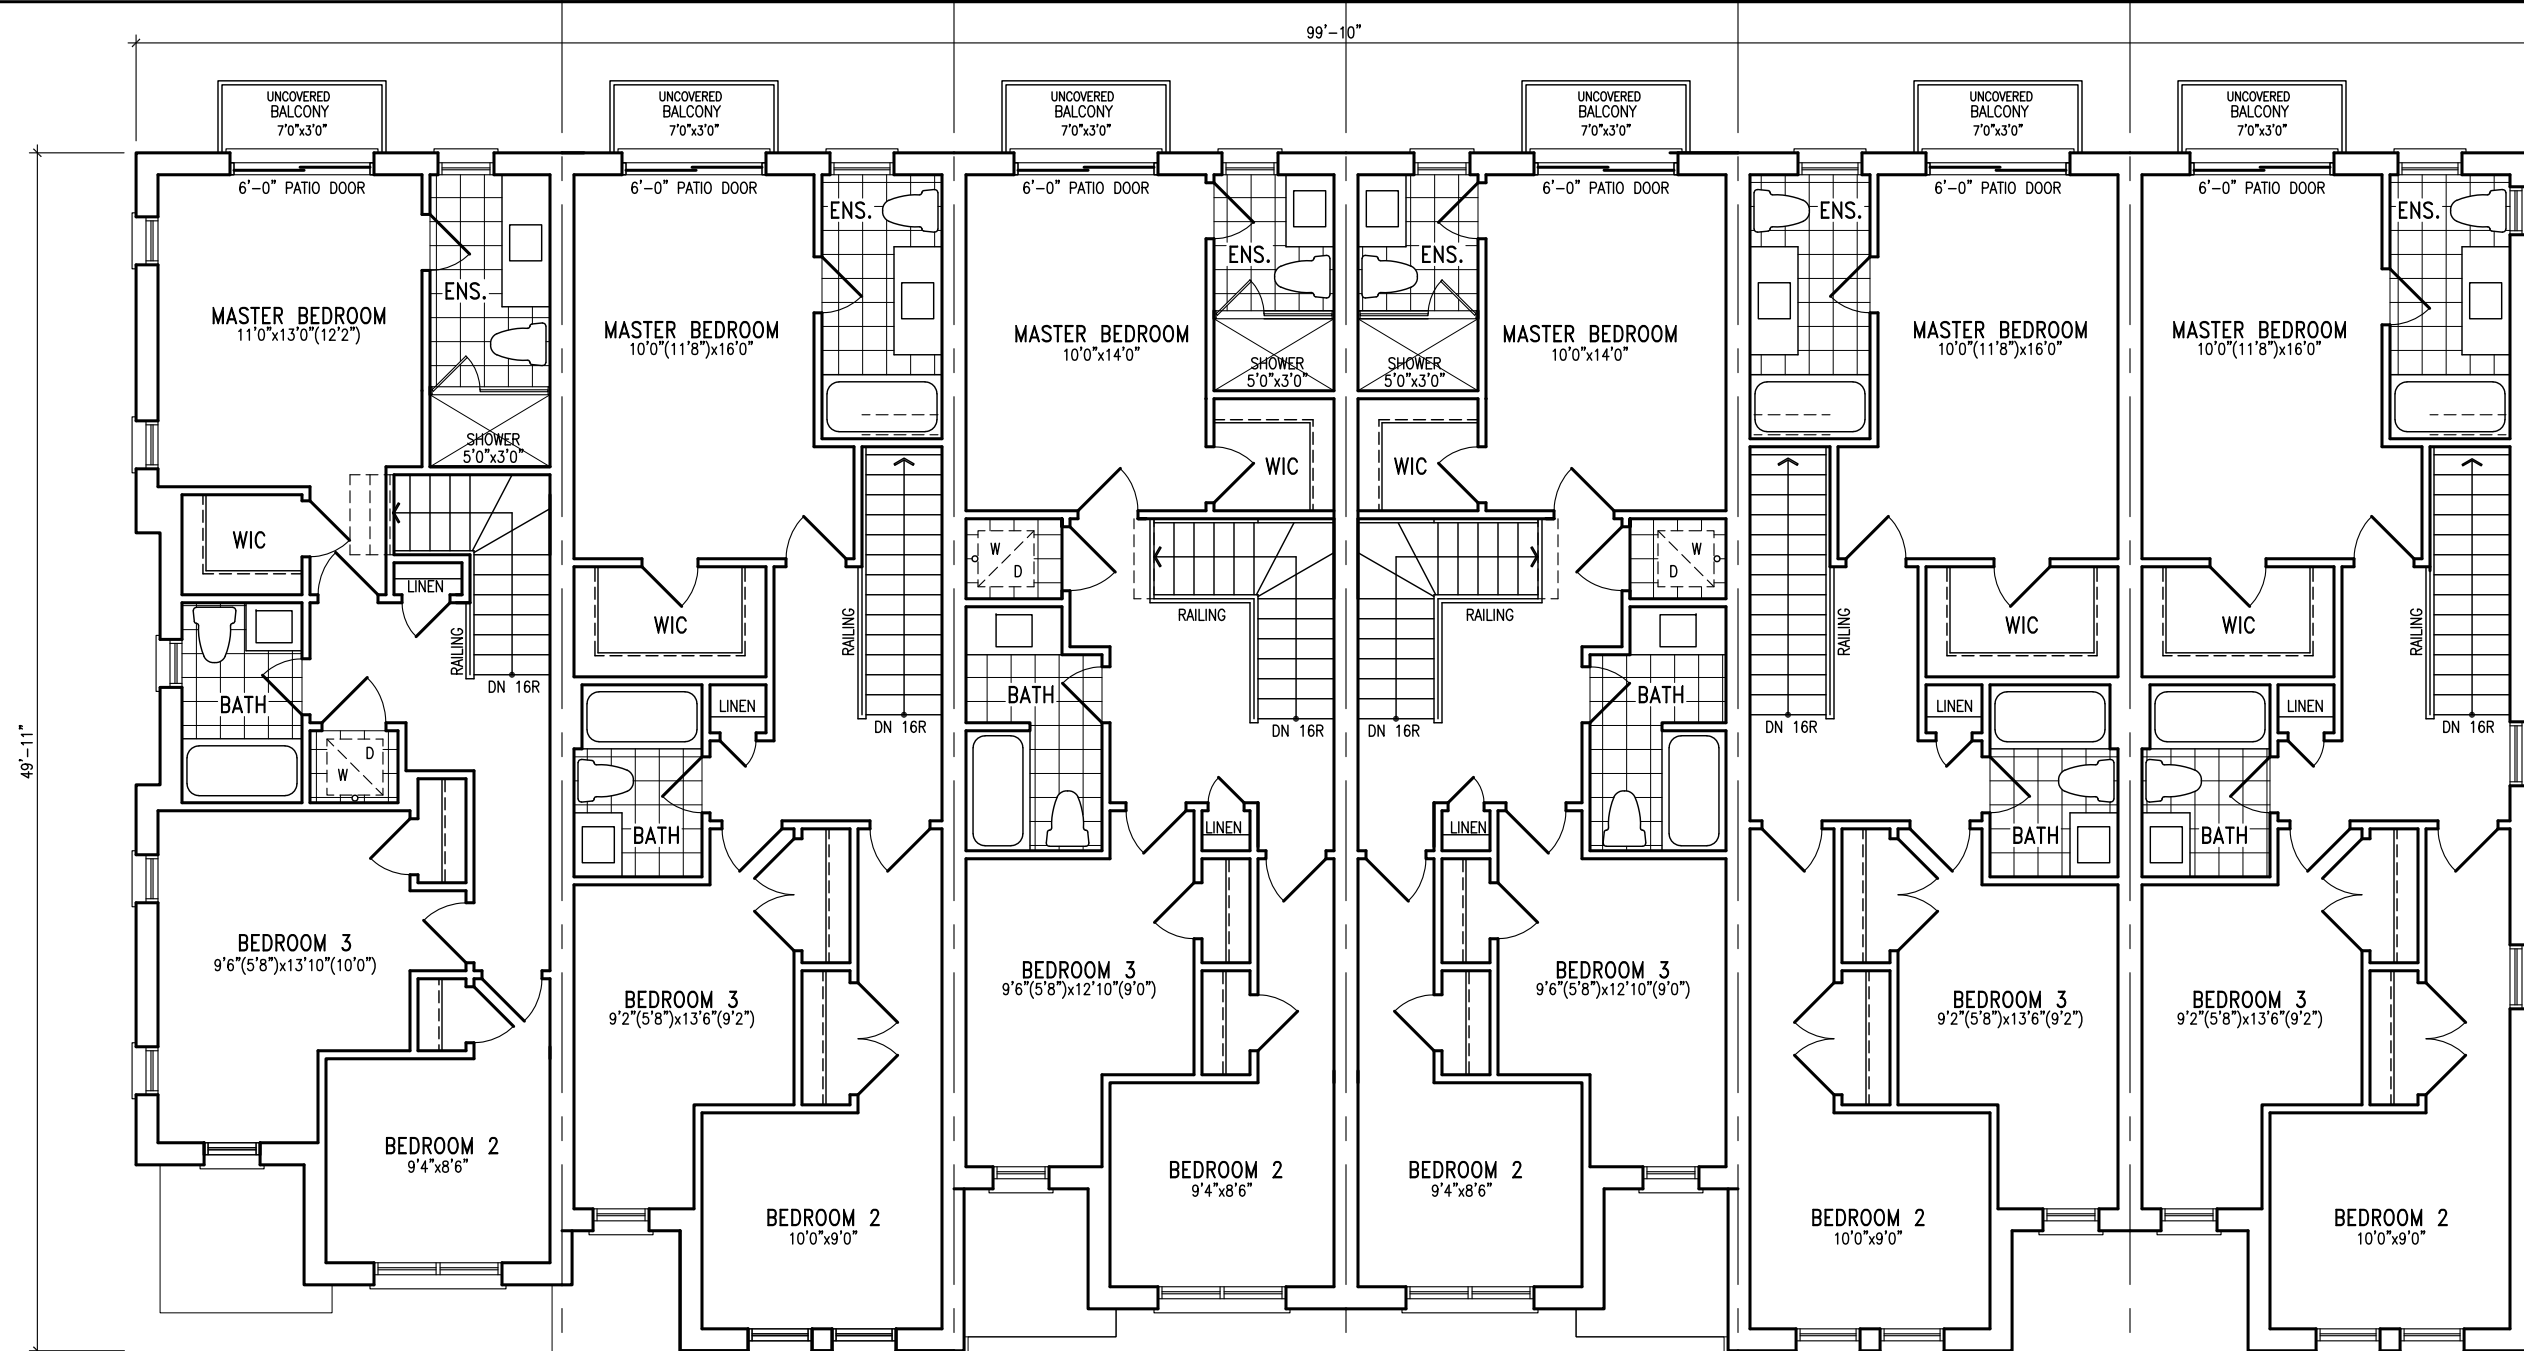 99'-10"
49'-11"
UNCOVERED
BALCONY
7'0"x3'0"
6'-0" PATIO DOOR
MASTER BEDROOM
11'0"x13'0"(12'2")
ENS.
SHOWER
5'0"x3'0"
WIC
LINEN
RAILING
DN 16R
BATH
D
W
BEDROOM 3
9'6"(5'8")x13'10"(10'0")
BEDROOM 2
9'4"x8'6"
UNCOVERED
BALCONY
7'0"x3'0"
6'-0" PATIO DOOR
ENS.
MASTER BEDROOM
10'0"(11'8")x16'0"
WIC
RAILING
LINEN
DN 16R
BATH
BEDROOM 3
9'2"(5'8")x13'6"(9'2")
BEDROOM 2
10'0"x9'0"
UNCOVERED
BALCONY
7'0"x3'0"
6'-0" PATIO DOOR
ENS.
MASTER BEDROOM
10'0"x14'0"
SHOWER
5'0"x3'0"
WIC
W
D
RAILING
BATH
DN 16R
LINEN
BEDROOM 3
9'6"(5'8")x12'10"(9'0")
BEDROOM 2
9'4"x8'6"
UNCOVERED
BALCONY
7'0"x3'0"
6'-0" PATIO DOOR
ENS.
MASTER BEDROOM
10'0"x14'0"
SHOWER
5'0"x3'0"
WIC
W
D
RAILING
BATH
DN 16R
LINEN
BEDROOM 3
9'6"(5'8")x12'10"(9'0")
BEDROOM 2
9'4"x8'6"
UNCOVERED
BALCONY
7'0"x3'0"
6'-0" PATIO DOOR
ENS.
MASTER BEDROOM
10'0"(11'8")x16'0"
WIC
RAILING
LINEN
DN 16R
BATH
BEDROOM 3
9'2"(5'8")x13'6"(9'2")
BEDROOM 2
10'0"x9'0"
UNCOVERED
BALCONY
7'0"x3'0"
6'-0" PATIO DOOR
ENS.
MASTER BEDROOM
10'0"(11'8")x16'0"
WIC
RAILING
LINEN
DN 16R
BATH
BEDROOM 3
9'2"(5'8")x13'6"(9'2")
BEDROOM 2
10'0"x9'0"